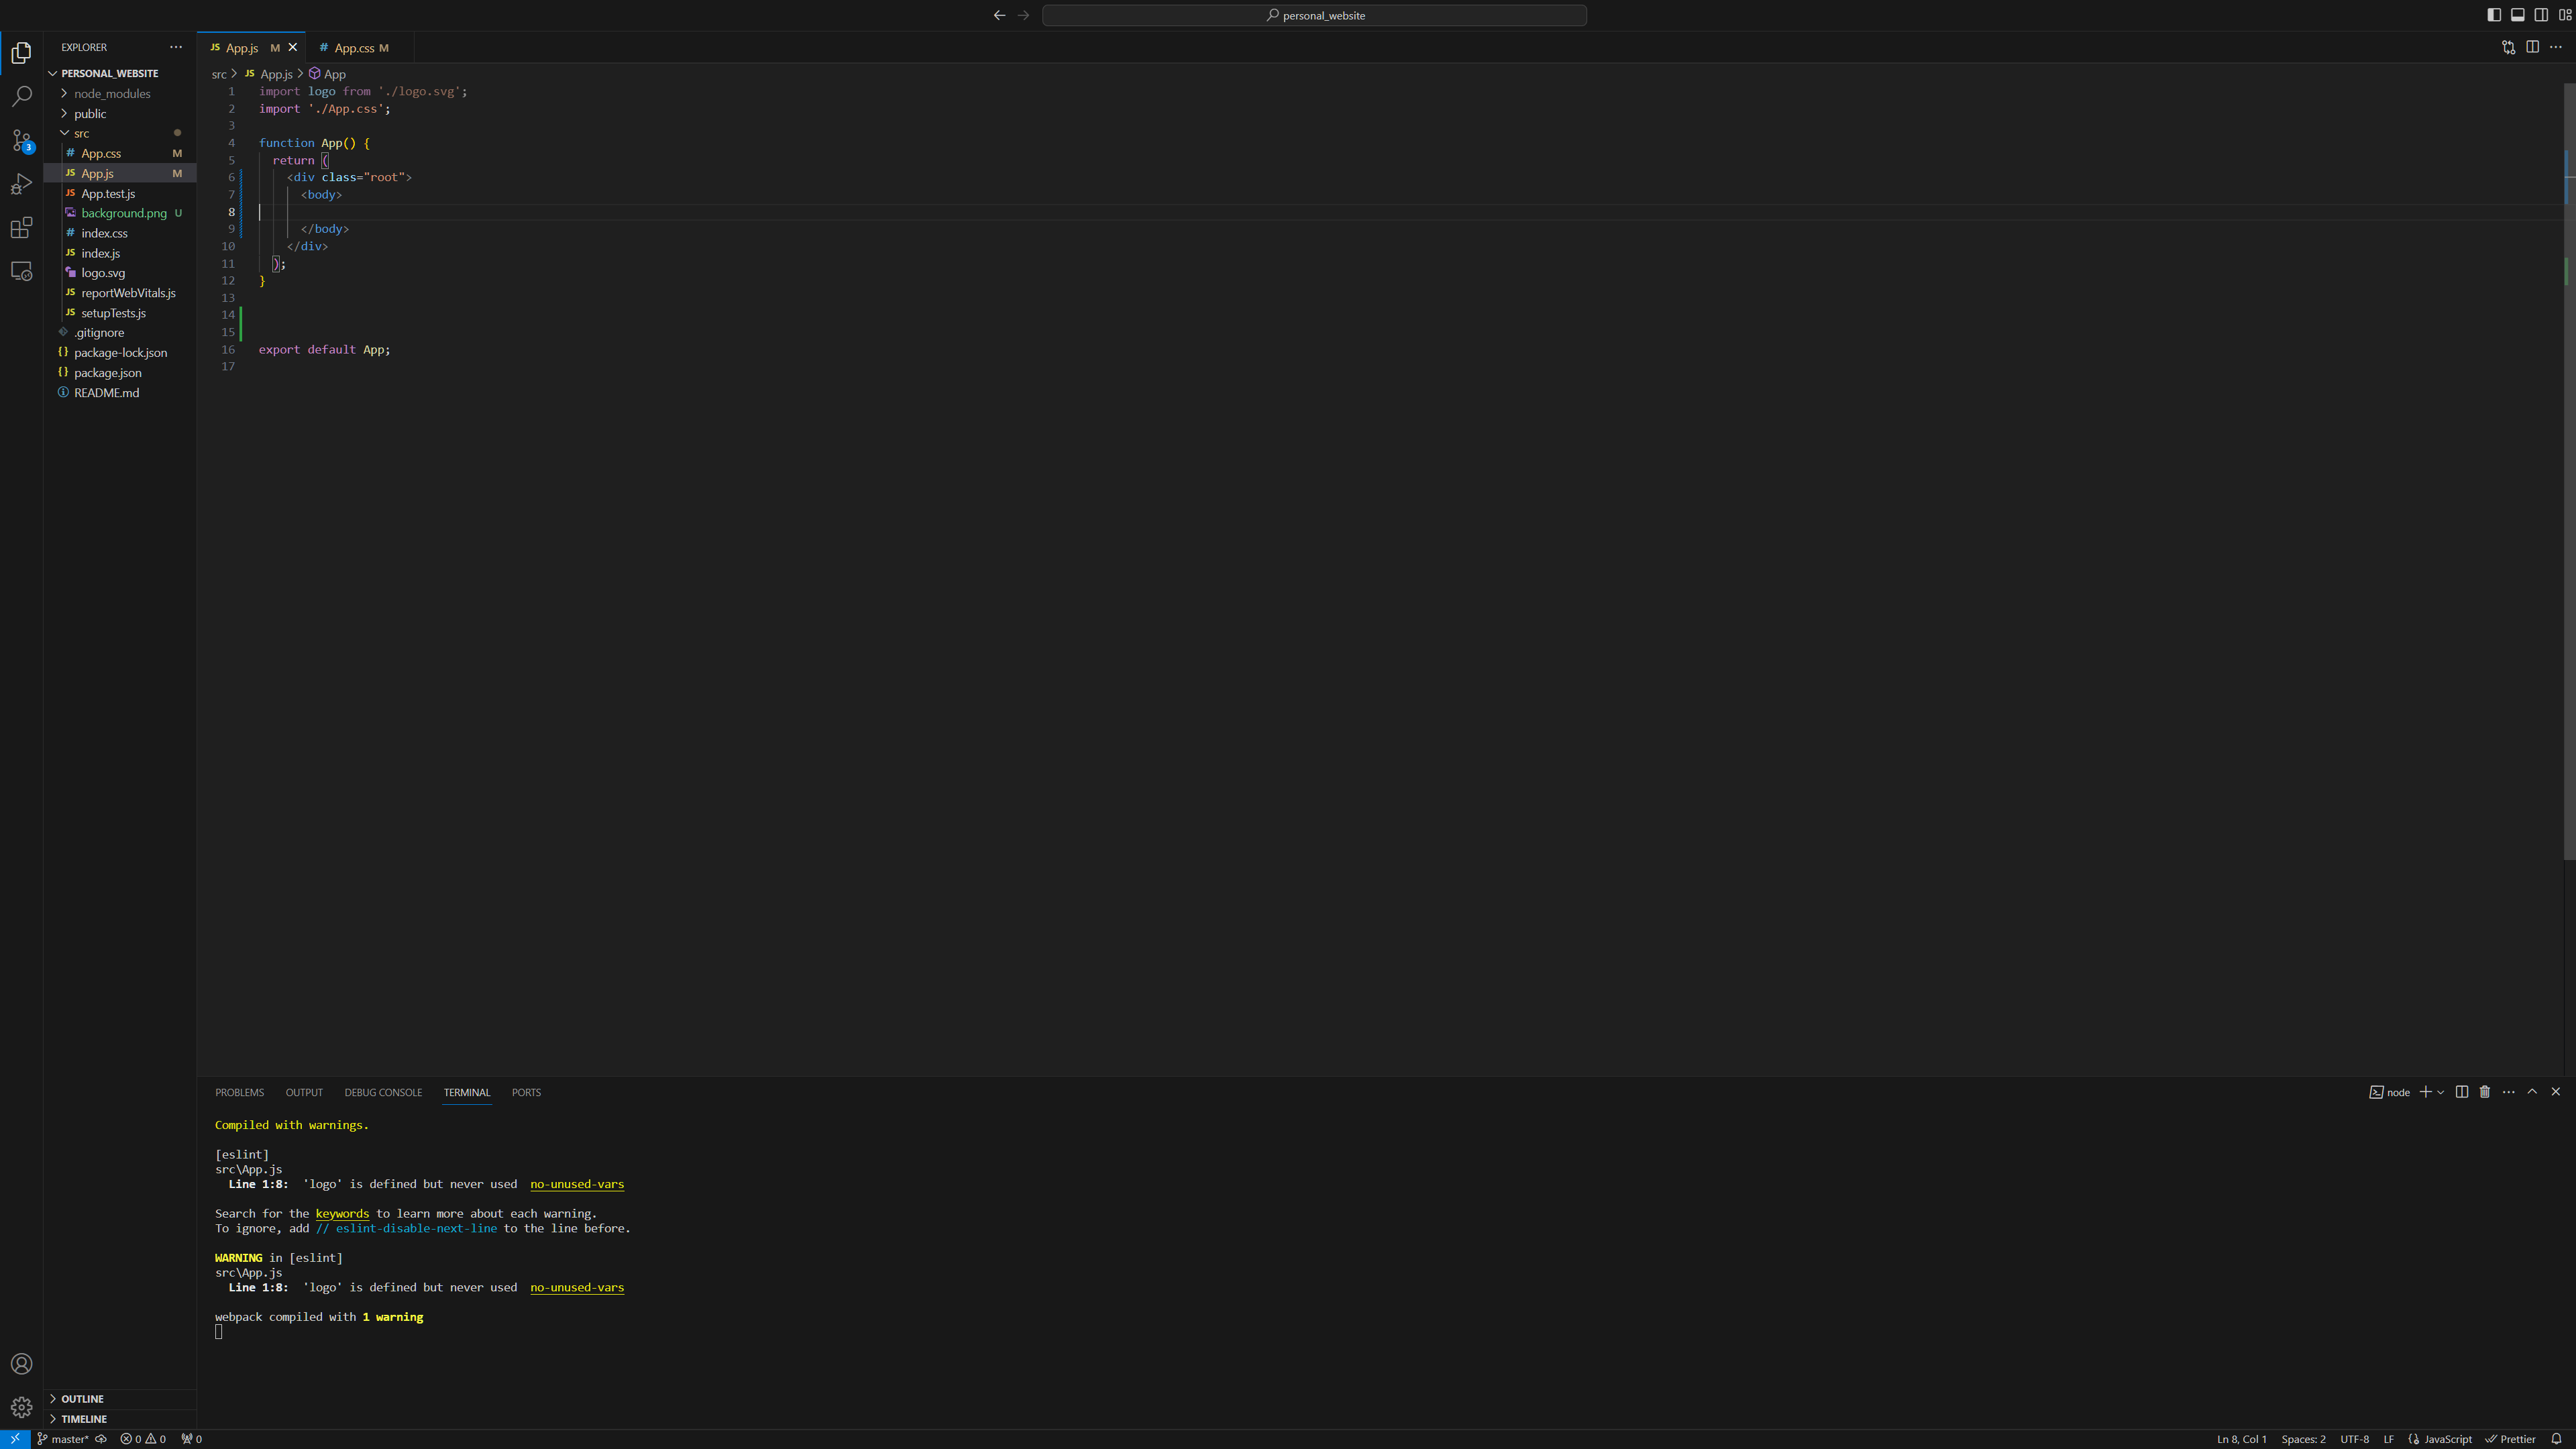 personal_website
EXPLORER
PERSONAL_WEBSITE
node_modules
public
src
# App.css M
JS App.js M
JS App.test.js
background.png U
# index.css
JS index.js
logo.svg
JS reportWebVitals.js
JS setupTests.js
.gitignore
{} package-lock.json
{} package.json
README.md
OUTLINE
TIMELINE
3
JS App.js M
# App.css M
src > JS App.js > App
1 import logo from './logo.svg';
2 import './App.css';
3
4 function App() {
5 return (
6 <div class="root">
7 <body>
8
9 </body>
10 </div>
11 );
12 }
13
14
15
16 export default App;
17
PROBLEMS OUTPUT DEBUG CONSOLE TERMINAL PORTS
node
Compiled with warnings.
[eslint]
src\App.js
Line 1:8: 'logo' is defined but never used no-unused-vars
Search for the keywords to learn more about each warning.
To ignore, add // eslint-disable-next-line to the line before.
WARNING in [eslint]
src\App.js
Line 1:8: 'logo' is defined but never used no-unused-vars
webpack compiled with 1 warning
master* 0 0 0
Ln 8, Col 1 Spaces: 2 UTF-8 LF {} JavaScript Prettier